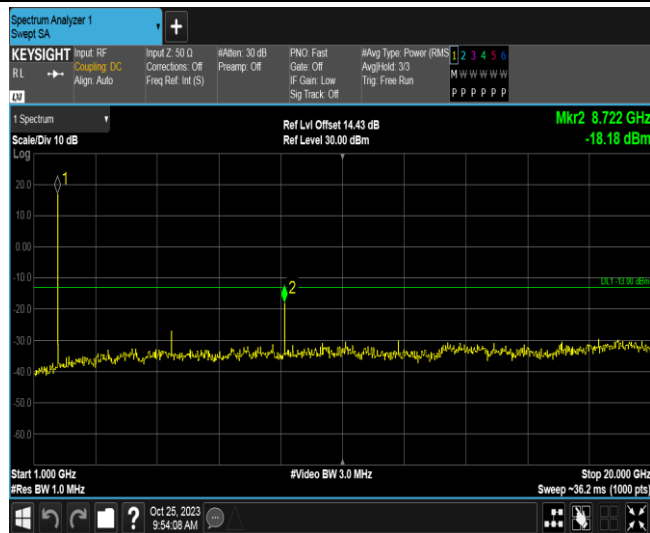 Spectrum Analyzer 1
Swept SA
+
KEYSIGHT
RL
LXI
Input: RF
Coupling: DC
Align: Auto
Input Z: 50 Ω
Corrections: Off
Freq Ref: Int (S)
#Atten: 30 dB
Preamp: Off
PNO: Fast
Gate: Off
IF Gain: Low
Sig Track: Off
#Avg Type: Power (RMS
Avg|Hold: 3/3
Trig: Free Run
1 2 3 4 5 6
M W W W W W
P P P P P P
1 Spectrum
Scale/Div 10 dB
Log
Ref Lvl Offset 14.43 dB
Ref Level 30.00 dBm
Mkr2 8.722 GHz
-18.18 dBm
1
20.0
10.0
0.00
-10.0
DL1 -13.00 dBm
2
-20.0
-30.0
-40.0
-50.0
-60.0
Start 1.000 GHz
#Res BW 1.0 MHz
#Video BW 3.0 MHz
Stop 20.000 GHz
Sweep ~36.2 ms (1000 pts)
?
Oct 25, 2023
9:54:08 AM